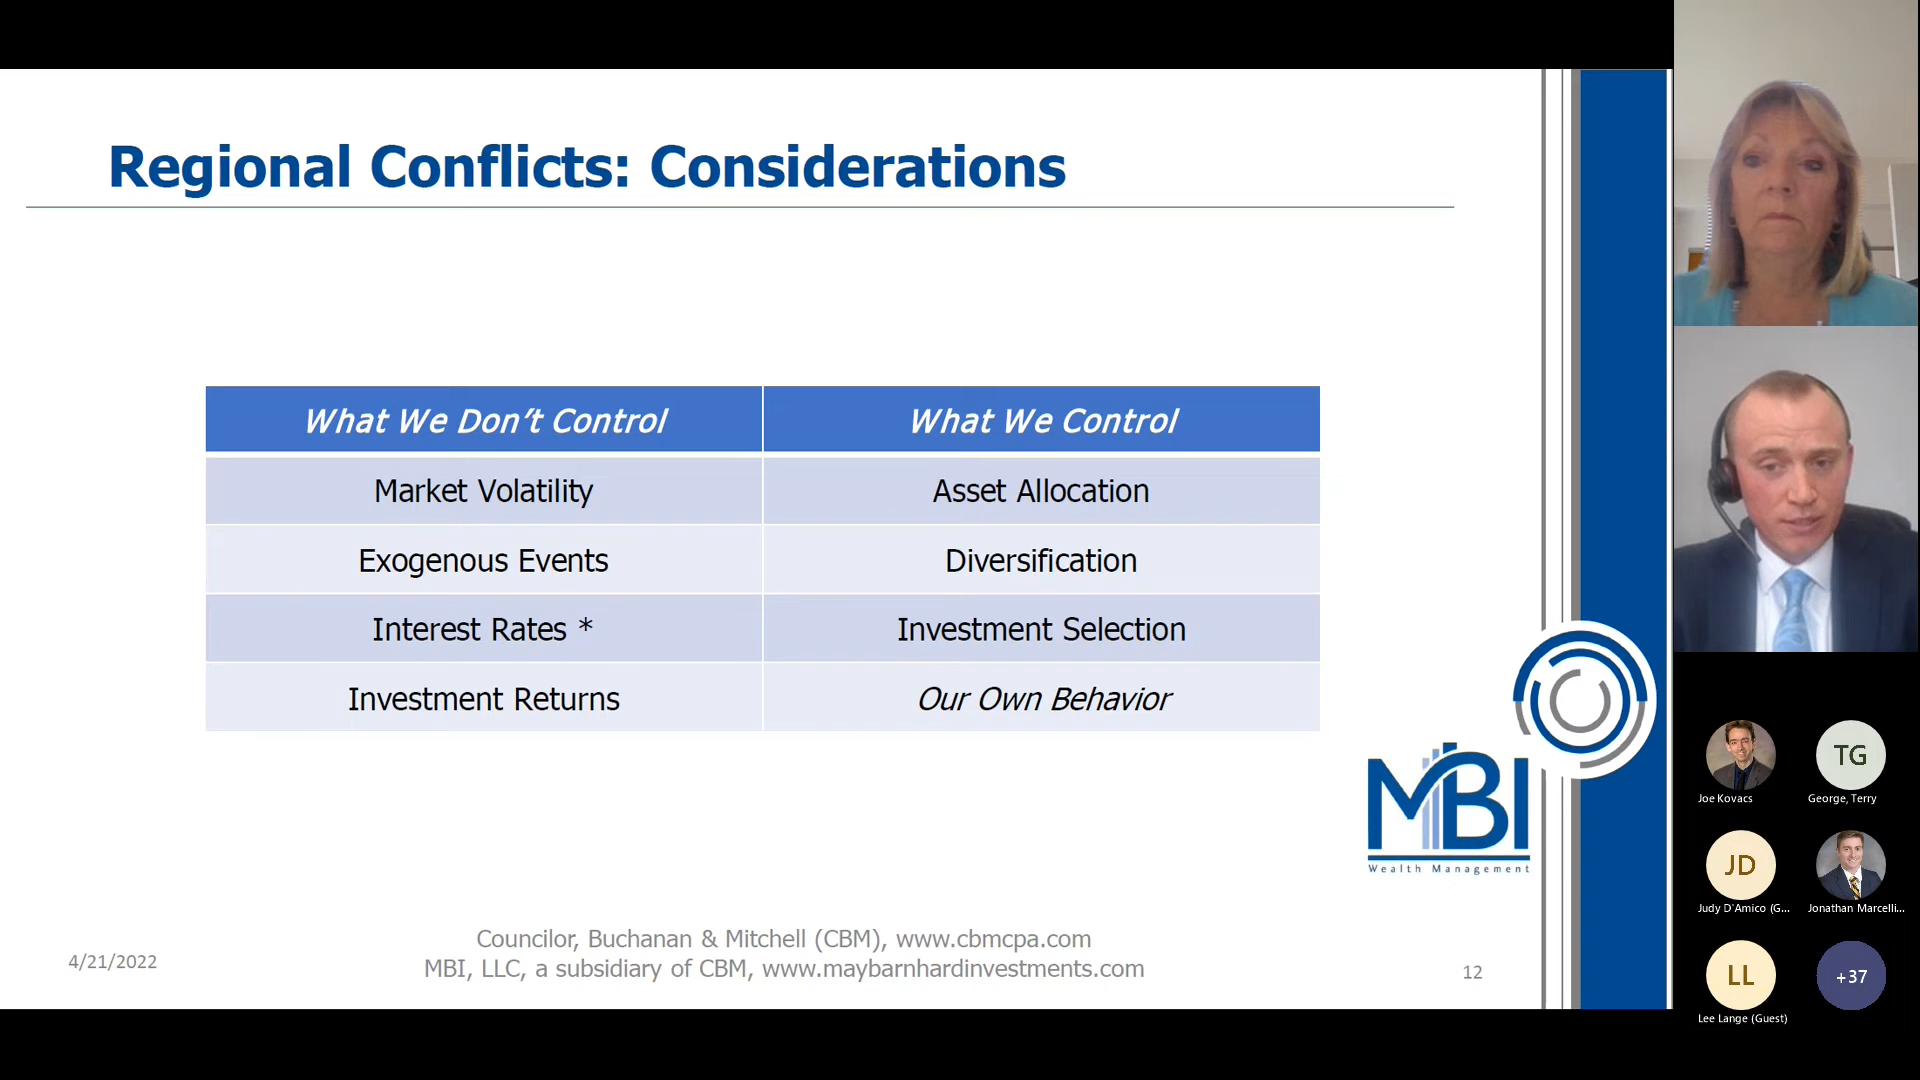 Regional Conflicts: Considerations
What We Don’t Control
What We Control
Market Volatility
Asset Allocation
Exogenous Events
Diversification
Interest Rates *
Investment Selection
Investment Returns
Our Own Behavior
MBI
Wealth Management
Councilor, Buchanan & Mitchell (CBM), www.cbmcpa.com
MBI, LLC, a subsidiary of CBM, www.maybarnhardinvestments.com
4/21/2022
12
TG
Joe Kovacs
George, Terry
JD
Judy D'Amico (G...
Jonathan Marcelli...
LL
+37
Lee Lange (Guest)